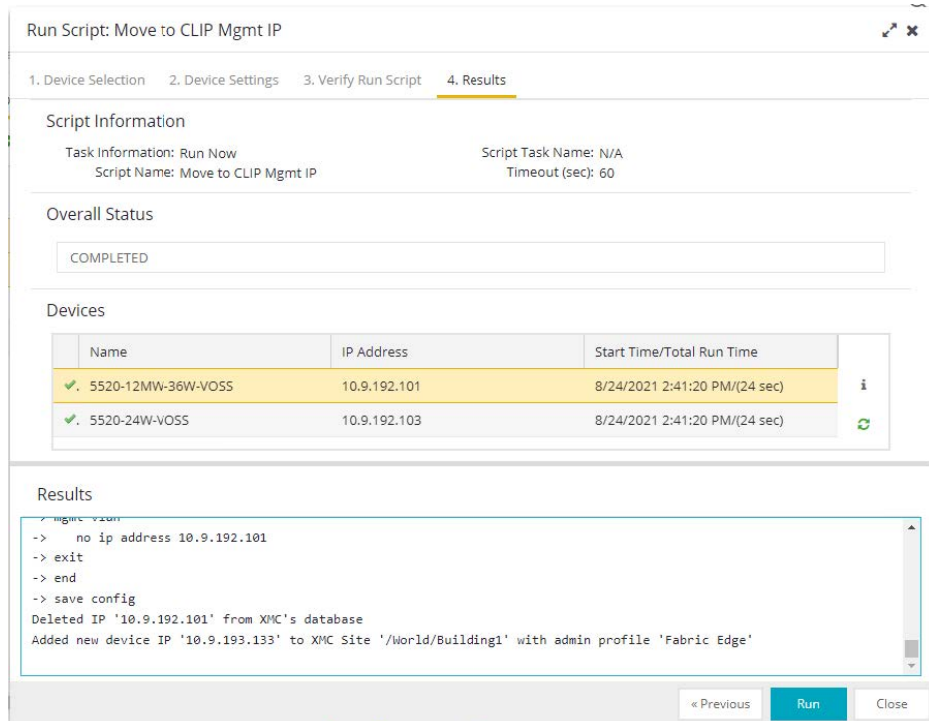 Run Script: Move to CLIP Mgmt IP
1. Device Selection 2. Device Settings 3. Verify Run Script 4. Results
Script Information
Task Information: Run Now Script Task Name: N/A
Script Name: Move to CLIP Mgmt IP Timeout (sec): 60
Overall Status
COMPLETED
Devices
Name IP Address Start Time/Total Run Time
5520-12MW-36W-VOSS 10.9.192.101 8/24/2021 2:41:20 PM/(24 sec)
5520-24W-VOSS 10.9.192.103 8/24/2021 2:41:20 PM/(24 sec)
Results
-> mgmt vlan
-> no ip address 10.9.192.101
-> exit
-> end
-> save config
Deleted IP '10.9.192.101' from XMC's database
Added new device IP '10.9.193.133' to XMC Site '/World/Building1' with admin profile 'Fabric Edge'
« Previous Run Close